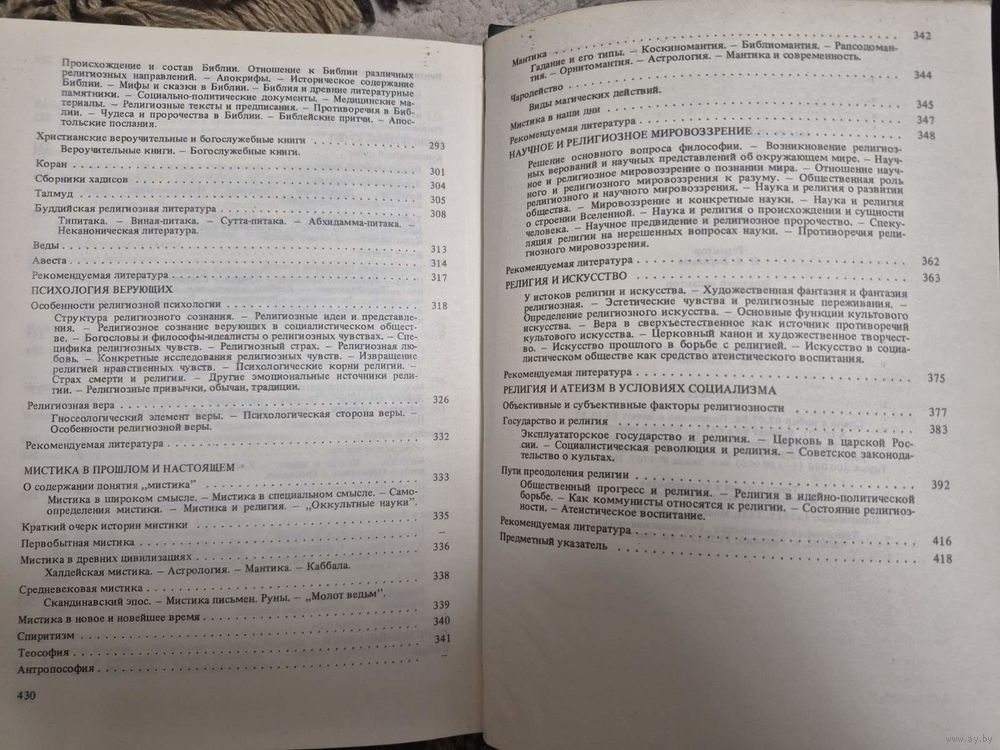 Происхождение и состав Библии. Отношение к Библии различных
религиозных направлений. – Апокрифы. – Историческое содержание
Библии. – Мифы и сказки в Библии. – Библия и древние литературные
памятники. – Социально-политические документы. – Медицинские ма-
териалы. – Религиозные тексты и предписания. – Противоречия в Биб-
лии. – Чудеса и пророчества в Библии. – Библейские притчи. – Апос-
тольские послания.
Христианские вероучительные и богослужебные книги 293
Вероучительные книги. – Богослужебные книги.
Коран 301
Сборники хадисов 304
Талмуд 305
Буддийская религиозная литература 308
Типитака. – Виная-питака. – Сутта-питака. – Абхидамма-питака. –
Неканоническая литература.
Веды 313
Авеста 314
Рекомендуемая литература 317
ПСИХОЛОГИЯ ВЕРУЮЩИХ
Особенности религиозной психологии 318
Структура религиозного сознания. – Религиозные идеи и представле-
ния. – Религиозное сознание верующих в социалистическом общест-
ве. – Богословы и философы-идеалисты о религиозных чувствах. – Спе-
цифика религиозных чувств. – Религиозный страх. – Религиозная лю-
бовь. – Конкретные исследования религиозных чувств. – Извращение
религией нравственных чувств. – Психологические корни религии. –
Страх смерти и религия. – Другие эмоциональные источники рели-
гии. – Религиозные привычки, обычаи, традиции.
Религиозная вера 326
Гносеологический элемент веры. – Психологическая сторона веры. –
Особенности религиозной веры.
Рекомендуемая литература 332
МИСТИКА В ПРОШЛОМ И НАСТОЯЩЕМ
О содержании понятия „мистика” 333
Мистика в широком смысле. – Мистика в специальном смысле. – Само-
определения мистики. – Мистика и религия. – „Оккультные науки”.
Краткий очерк истории мистики 335
Первобытная мистика –
Мистика в древних цивилизациях 336
Халдейская мистика. – Астрология. – Мантика. – Каббала.
Средневековая мистика 338
Скандинавский эпос. – Мистика письмен. Руны. – „Молот ведьм”.
Мистика в новое и новейшее время 339
Спиритизм 340
Теософия 341
Антропософия –
430
Мантика 342
Гадание и его типы. – Коскиномантия. – Библиомантия. – Рапсодоман-
тия. – Орнитомантия. – Астрология. – Мантика и современность.
Чародейство 344
Виды магических действий.
Мистика в наши дни 345
Рекомендуемая литература 347
НАУЧНОЕ И РЕЛИГИОЗНОЕ МИРОВОЗЗРЕНИЕ 348
Решение основного вопроса философии. – Возникновение религиоз-
ных верований и научных представлений об окружающем мире. – Науч-
ное и религиозное мировоззрение о познании мира. – Отношение науч-
ного и религиозного мировоззрения к разуму. – Общественная роль
религиозного и научного мировоззрения. – Наука и религия о развитии
общества. – Мировоззрение и конкретные науки. – Наука и религия
о строении Вселенной. – Наука и религия о происхождении и сущности
человека. – Научное предвидение и религиозное пророчество. – Спеку-
ляция религии на нерешенных вопросах науки. – Противоречия рели-
гиозного мировоззрения.
Рекомендуемая литература 362
РЕЛИГИЯ И ИСКУССТВО 363
У истоков религии и искусства. – Художественная фантазия и фантазия
религиозная. – Эстетические чувства и религиозные переживания. –
Определение религиозного искусства. – Основные функции культового
искусства. – Вера в сверхъестественное как источник противоречий
культового искусства. – Церковный канон и художественное творчест-
во. – Искусство прошлого в борьбе с религией. – Искусство в социа-
листическом обществе как средство атеистического воспитания.
Рекомендуемая литература 375
РЕЛИГИЯ И АТЕИЗМ В УСЛОВИЯХ СОЦИАЛИЗМА
Объективные и субъективные факторы религиозности 377
Государство и религия 383
Эксплуататорское государство и религия. – Церковь в царской Рос-
сии. – Социалистическая революция и религия. – Советское законода-
тельство о культах.
Пути преодоления религии 392
Общественный прогресс и религия. – Религия в идейно-политической
борьбе. – Как коммунисты относятся к религии. – Состояние религиоз-
ности. – Атеистическое воспитание.
Рекомендуемая литература 416
Предметный указатель 418
www.ay.by